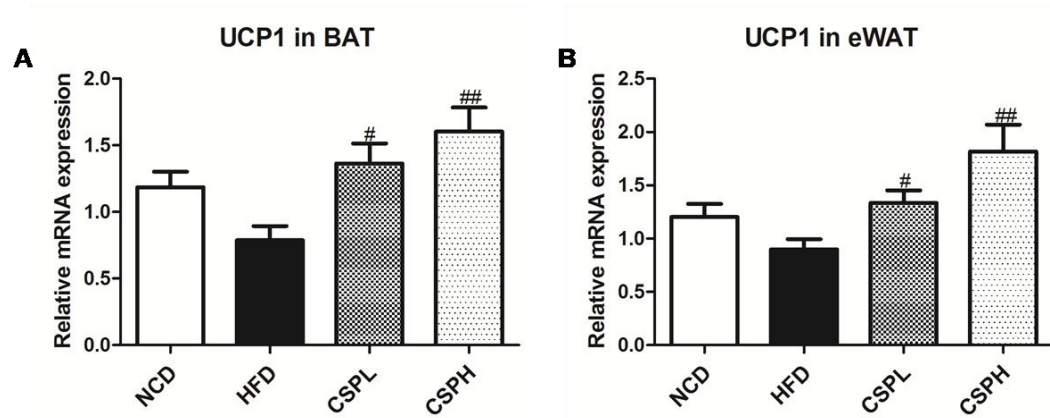 A
UCP1 in BAT
Relative mRNA expression
2.0
1.5
1.0
0.5
0.0
#
##
NCD
HFD
CSPL
CSPH
B
UCP1 in eWAT
Relative mRNA expression
2.5
2.0
1.5
1.0
0.5
0.0
#
##
NCD
HFD
CSPL
CSPH